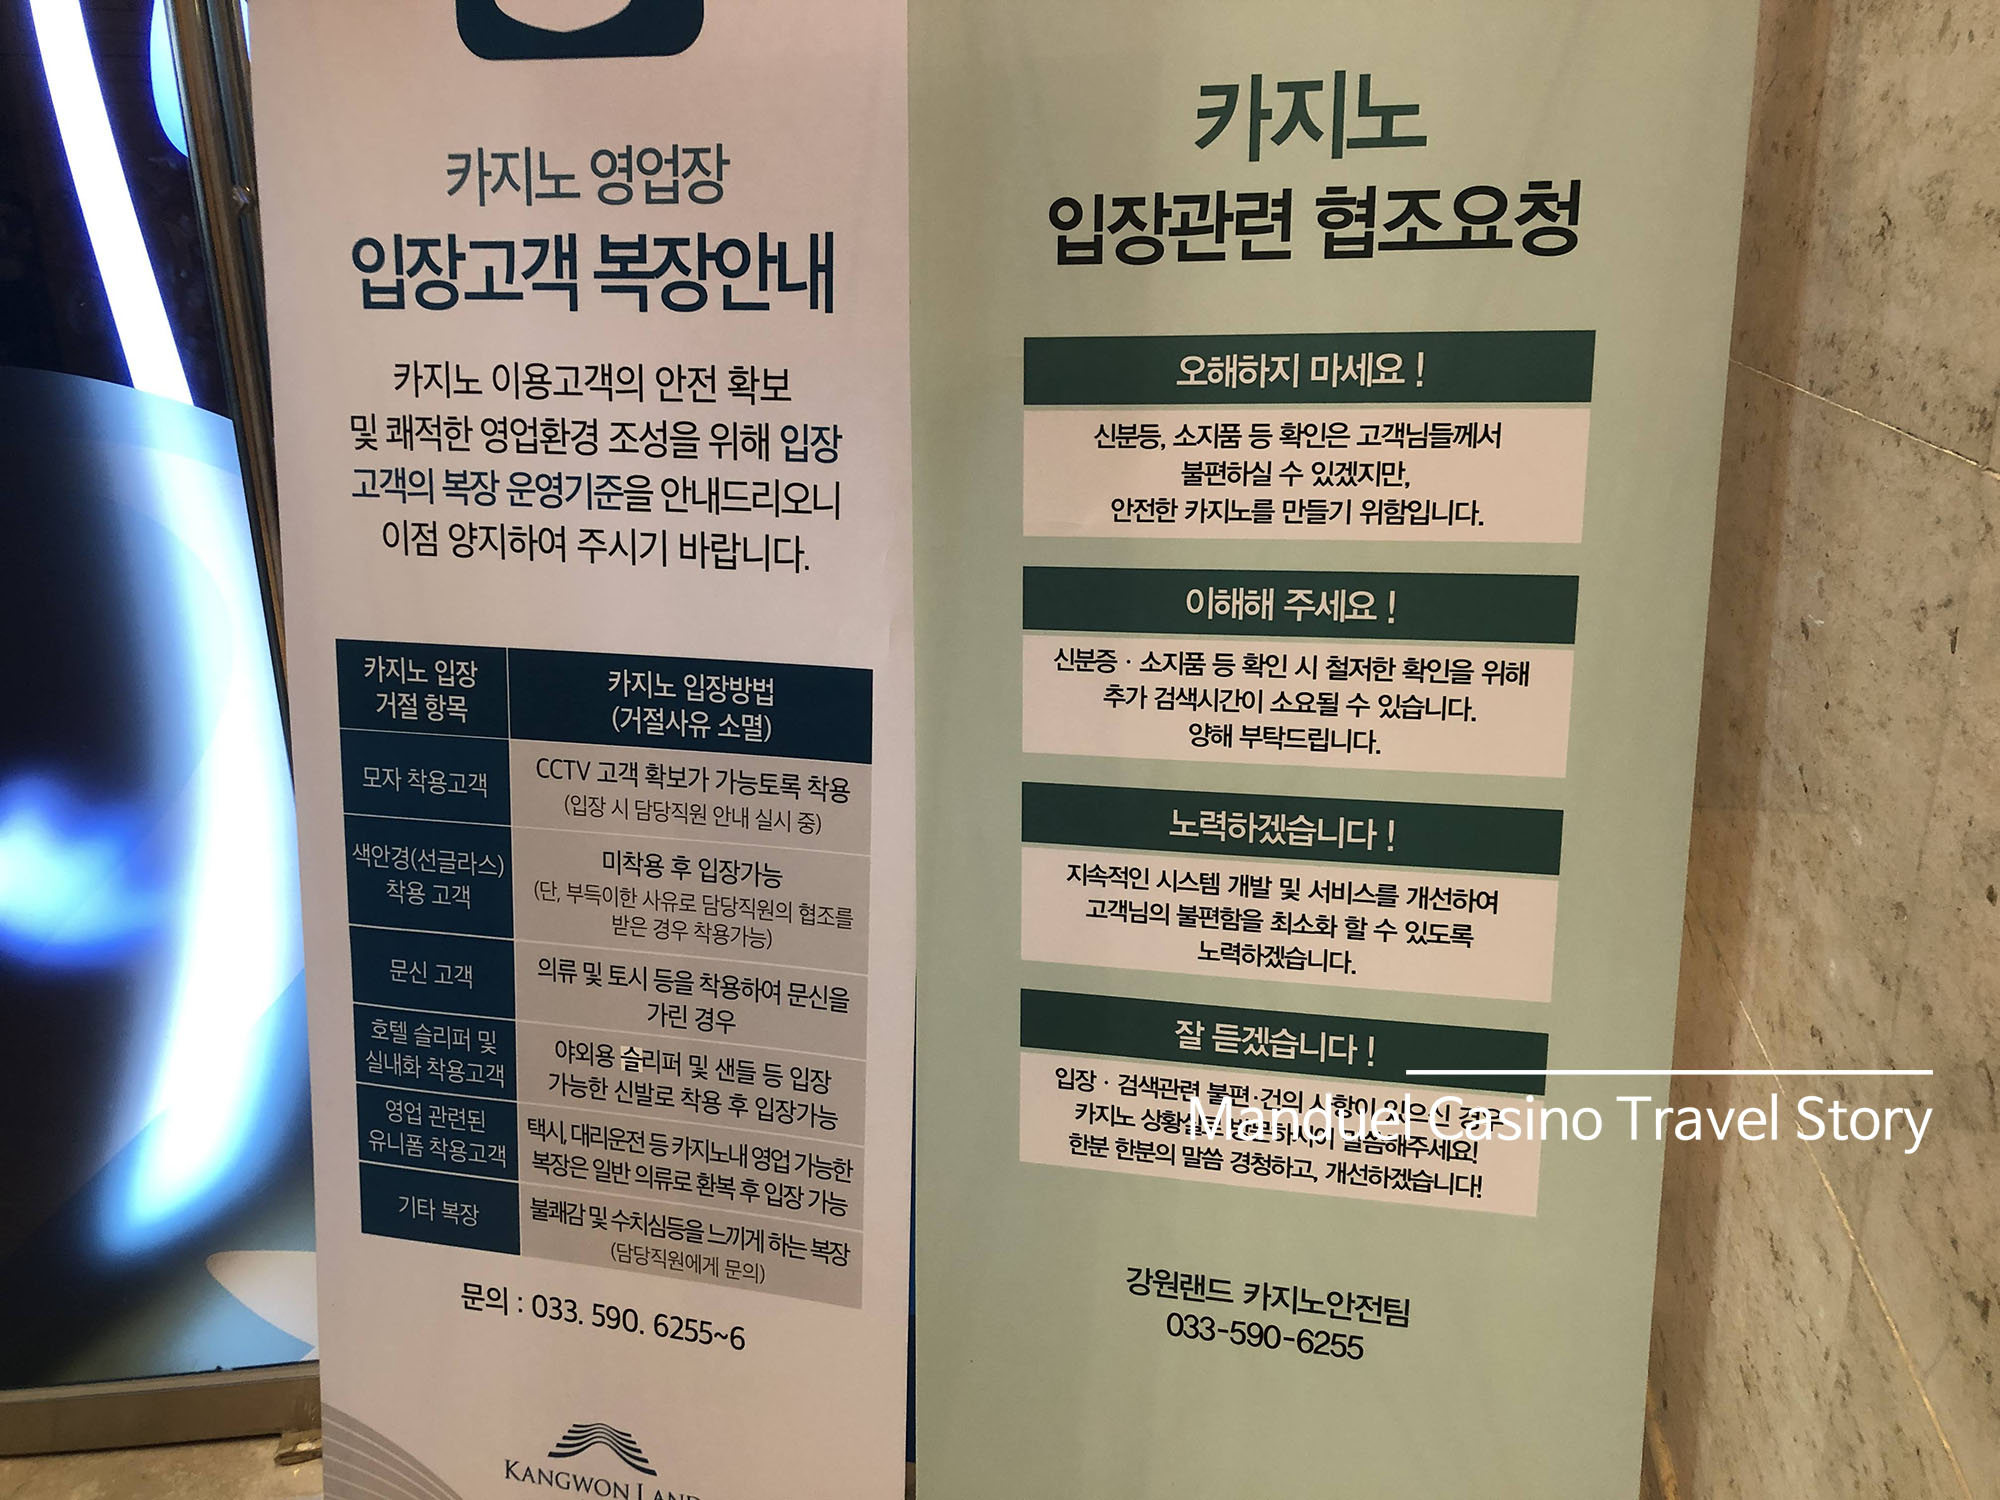 카지노 영업장
입장고객 복장안내
카지노 이용고객의 안전 확보
및 쾌적한 영업환경 조성을 위해 입장
고객의 복장 운영기준을 안내드리오니
이점 양지하여 주시기 바랍니다.
카지노 입장
거절 항목
카지노 입장방법
(거절사유 소멸)
모자 착용고객
CCTV 고객 확보가 가능토록 착용
(입장 시 담당직원 안내 실시 중)
색안경(선글라스)
착용 고객
미착용 후 입장가능
(단, 부득이한 사유로 담당직원의 협조를
받은 경우 착용가능)
문신 고객
의류 및 토시 등을 착용하여 문신을
가린 경우
호텔 슬리퍼 및
실내화 착용고객
야외용 슬리퍼 및 샌들 등 입장
가능한 신발로 착용 후 입장가능
영업 관련된
유니폼 착용고객
택시, 대리운전 등 카지노내 영업 가능한
복장은 일반 의류로 환복 후 입장 가능
기타 복장
불쾌감 및 수치심등을 느끼게 하는 복장
(담당직원에게 문의)
문의 : 033. 590. 6255~6
KANGWON LAND
카지노
입장관련 협조요청
오해하지 마세요 !
신분등, 소지품 등 확인은 고객님들께서
불편하실 수 있겠지만,
안전한 카지노를 만들기 위함입니다.
이해해 주세요 !
신분증 · 소지품 등 확인 시 철저한 확인을 위해
추가 검색시간이 소요될 수 있습니다.
양해 부탁드립니다.
노력하겠습니다 !
지속적인 시스템 개발 및 서비스를 개선하여
고객님의 불편함을 최소화 할 수 있도록
노력하겠습니다.
잘 듣겠습니다 !
입장 · 검색관련 불편·건의 사항이 있으신 경우
카지노 말씀해주세요!
한분 한분의 말씀 경청하고, 개선하겠습니다!
강원랜드 카지노안전팀
033-590-6255
Manduel Casino Travel Story